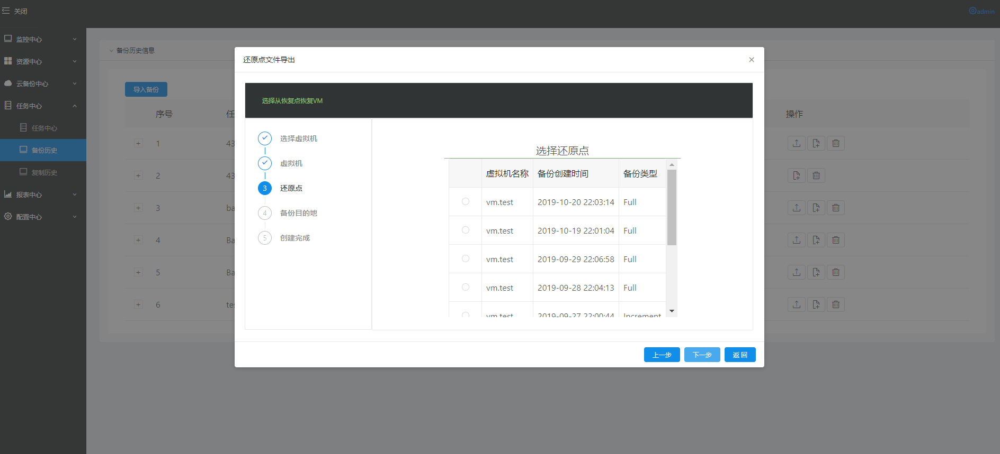 关闭
admin
监控中心
资源中心
云备份中心
任务中心
任务中心
备份历史
复制历史
报表中心
配置中心
备份历史信息
导入备份
序号 任
操作
1 43
2 43
3 ba
4 Ba
5 Ba
6 te
还原点文件导出
选择从恢复点恢复VM
选择虚拟机
虚拟机
3 还原点
4 备份目的地
5 创建完成
选择还原点
虚拟机名称 备份创建时间 备份类型
vm.test 2019-10-20 22:03:14 Full
vm.test 2019-10-19 22:01:04 Full
vm.test 2019-09-29 22:06:58 Full
vm.test 2019-09-28 22:04:13 Full
vm.test 2019-09-27 22:00:44 Increment
上一步 下一步 返 回